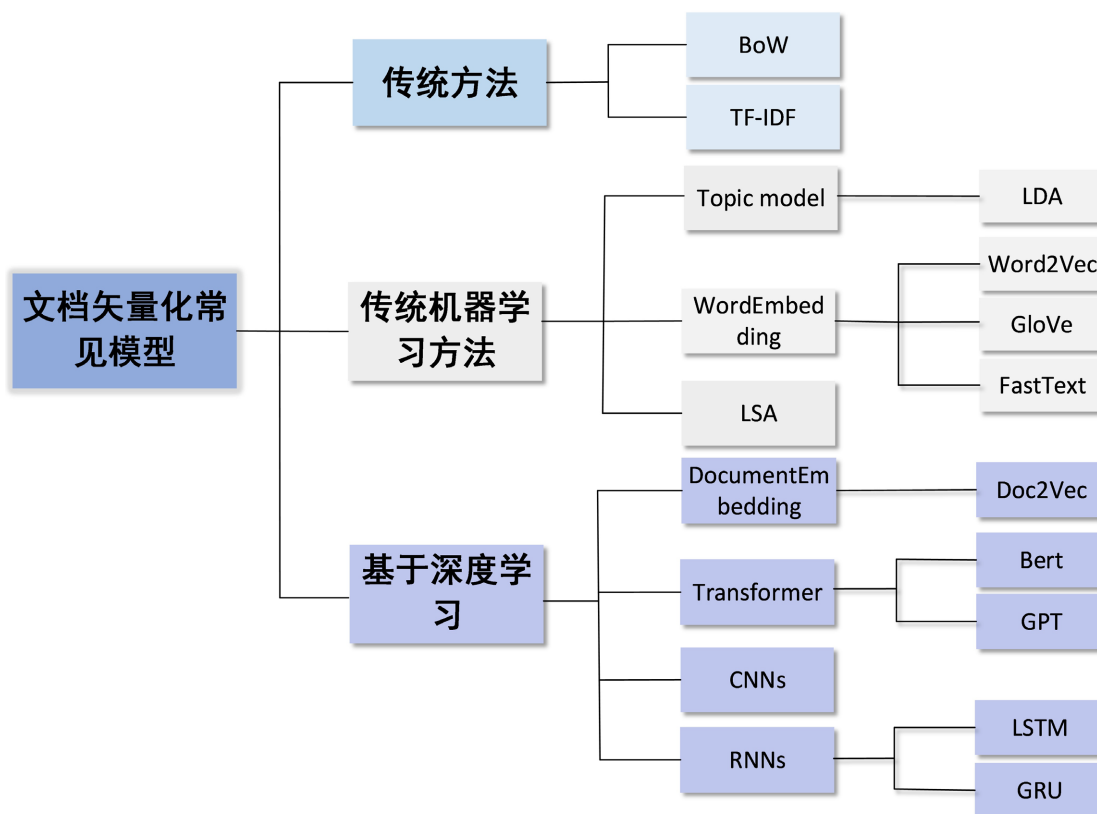 文档矢量化常
见模型
传统方法
BoW
TF-IDF
传统机器学
习方法
Topic model
LDA
WordEmbed
ding
Word2Vec
GloVe
FastText
LSA
基于深度学
习
DocumentEm
bedding
Doc2Vec
Transformer
Bert
GPT
CNNs
RNNs
LSTM
GRU